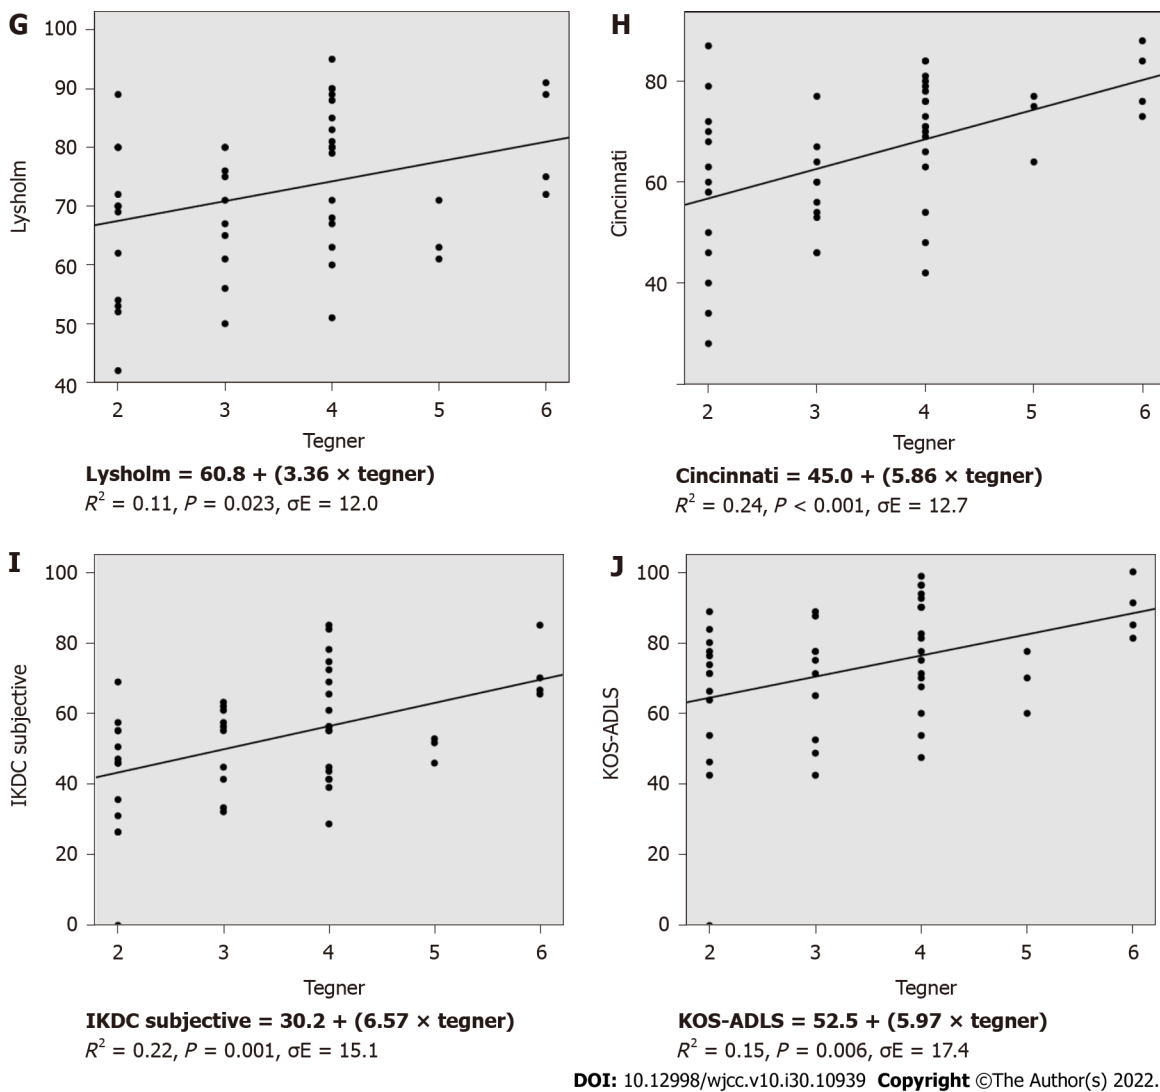 G
100
90
80
70
60
50
40
Lysholm
2 3 4 5 6
Tegner
Lysholm = 60.8 + (3.36 × tegner)
R² = 0.11, P = 0.023, σE = 12.0
H
80
60
40
Cincinnati
2 3 4 5 6
Tegner
Cincinnati = 45.0 + (5.86 × tegner)
R² = 0.24, P < 0.001, σE = 12.7
I
100
80
60
40
20
0
IKDC subjective
2 3 4 5 6
Tegner
IKDC subjective = 30.2 + (6.57 × tegner)
R² = 0.22, P = 0.001, σE = 15.1
J
100
80
60
40
20
0
KOS-ADLS
2 3 4 5 6
Tegner
KOS-ADLS = 52.5 + (5.97 × tegner)
R² = 0.15, P = 0.006, σE = 17.4
DOI: 10.12998/wjcc.v10.i30.10939 Copyright ©The Author(s) 2022.